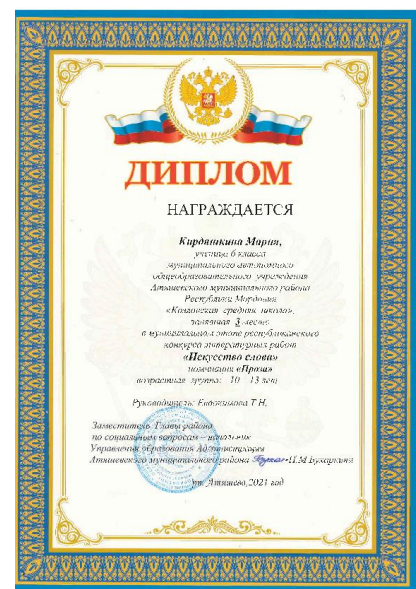 ДИПЛОМ
НАГРАЖДАЕТСЯ
Кирдяшкина Мария,
ученица 6 класса
муниципального автономного
общеобразовательного учреждения
Атяшевского муниципального района
Республики Мордовия
«Козловская средняя школа»,
занявшая 3 место
в муниципальном этапе республиканского
конкурса литературных работ
«Искусство слова»
номинация «Проза»
возрастная группа: 10 – 13 лет
Руководитель: Евдокимова Т.Н.
Заместитель Главы района
по социальным вопросам – начальник
Управления образования Администрации
Атяшевского муниципального района
рп. Атяшево, 2021 год